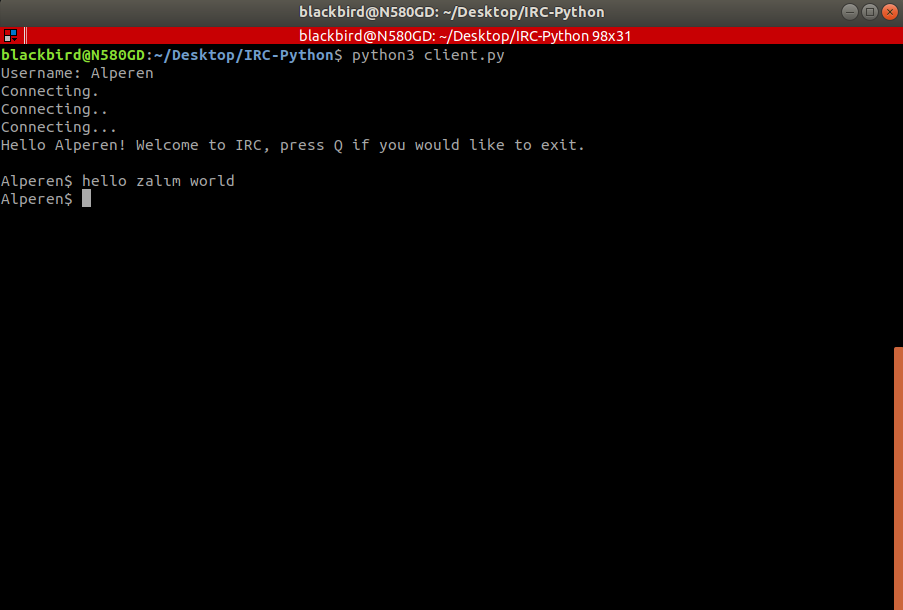 blackbird@N580GD: ~/Desktop/IRC-Python
blackbird@N580GD: ~/Desktop/IRC-Python 98x31
blackbird@N580GD:~/Desktop/IRC-Python$ python3 client.py
Username: Alperen
Connecting.
Connecting..
Connecting...
Hello Alperen! Welcome to IRC, press Q if you would like to exit.
Alperen$ hello zalım world
Alperen$